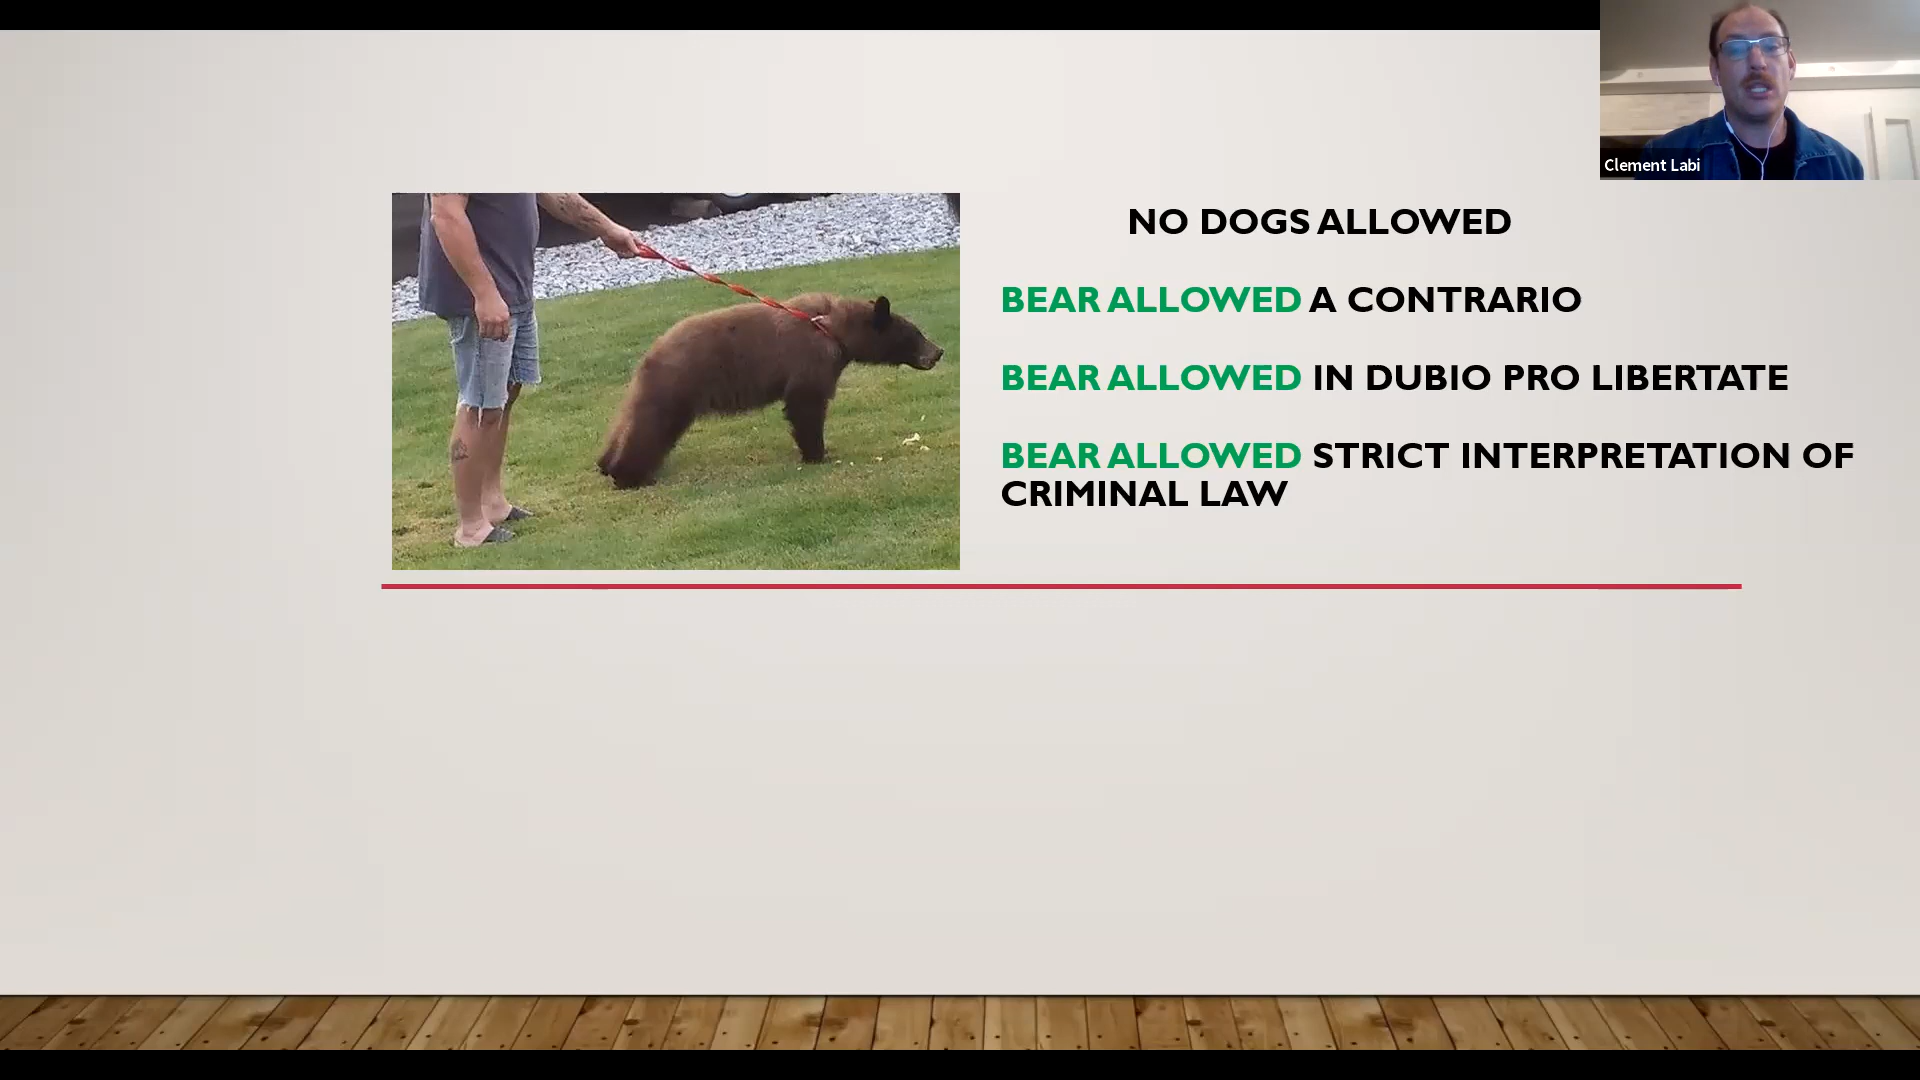 Clement Labi
NO DOGS ALLOWED
BEAR ALLOWED A CONTRARIO
BEAR ALLOWED IN DUBIO PRO LIBERTATE
BEAR ALLOWED STRICT INTERPRETATION OF
CRIMINAL LAW